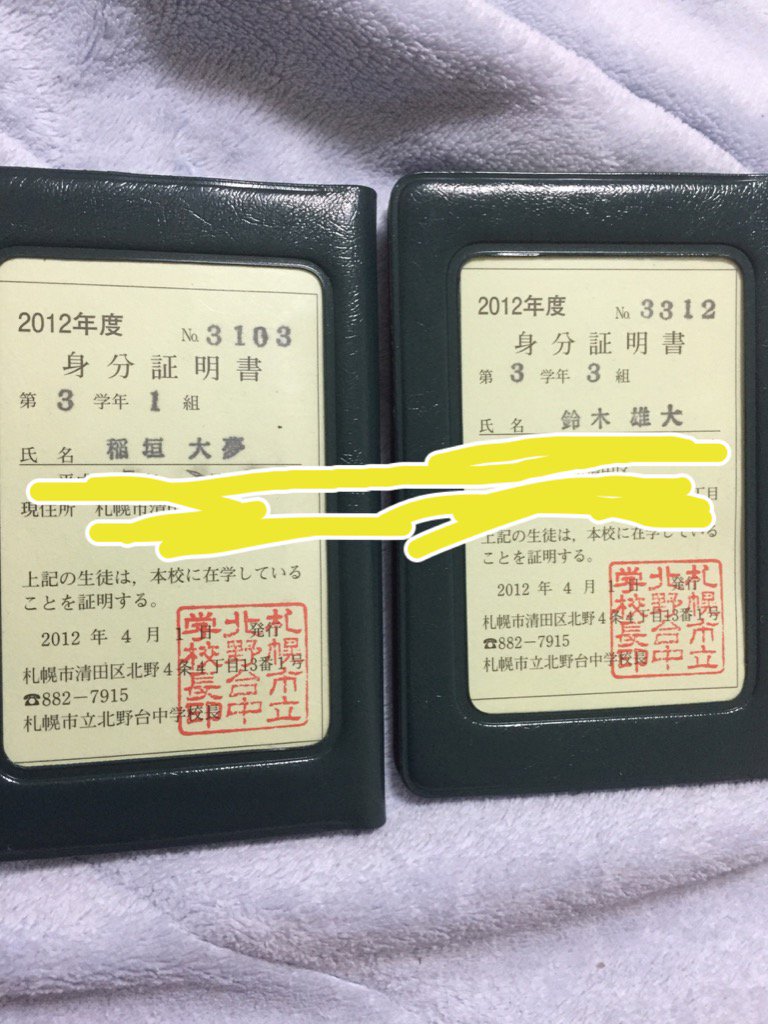 2012年度 No. 3103
身分証明書
第 3 学年 1 組
氏名 稲垣 大夢
現住所 札幌市清田
上記の生徒は、本校に在学している
ことを証明する。
2012 年 4 月 1 日 発行
札幌市清田区北野4条4丁目13番1号
☎882-7915
札幌市立北野台中学校長
札幌市立
北野台中
学校長印
2012年度 No. 3312
身分証明書
第 3 学年 3 組
氏名 鈴木 雄大
丁目
上記の生徒は、本校に在学している
ことを証明する。
2012 年 4 月 1 日 発行
札幌市清田区北野4条4丁目13番1号
☎882-7915
札幌市立北野台中学校長
札幌市立
北野台中
学校長印